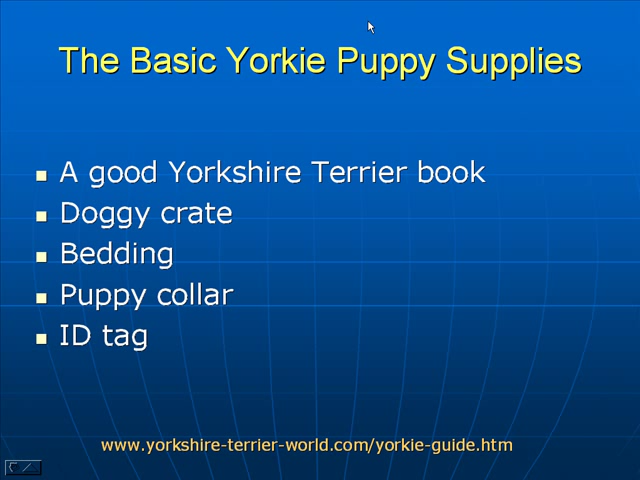 The Basic Yorkie Puppy Supplies
A good Yorkshire Terrier book
Doggy crate
Bedding
Puppy collar
ID tag
www.yorkshire-terrier-world.com/yorkie-guide.htm